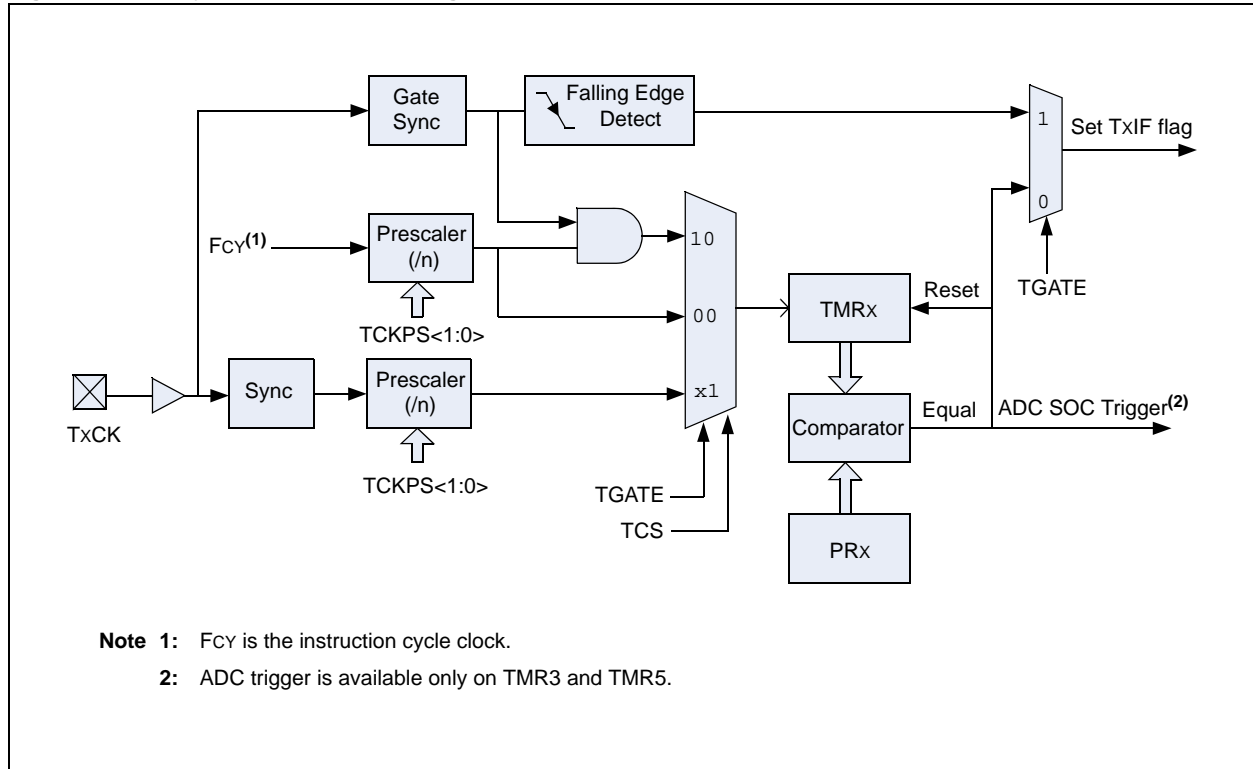 Gate
Sync
Falling Edge
Detect
1
0
Set TxIF flag
TGATE
FCY(1)
Prescaler
(/n)
TCKPS<1:0>
10
00
x1
TMRx
Reset
TxCK
Sync
Prescaler
(/n)
TCKPS<1:0>
TGATE
TCS
Comparator
Equal
ADC SOC Trigger(2)
PRx
Note 1: FCY is the instruction cycle clock.
2: ADC trigger is available only on TMR3 and TMR5.